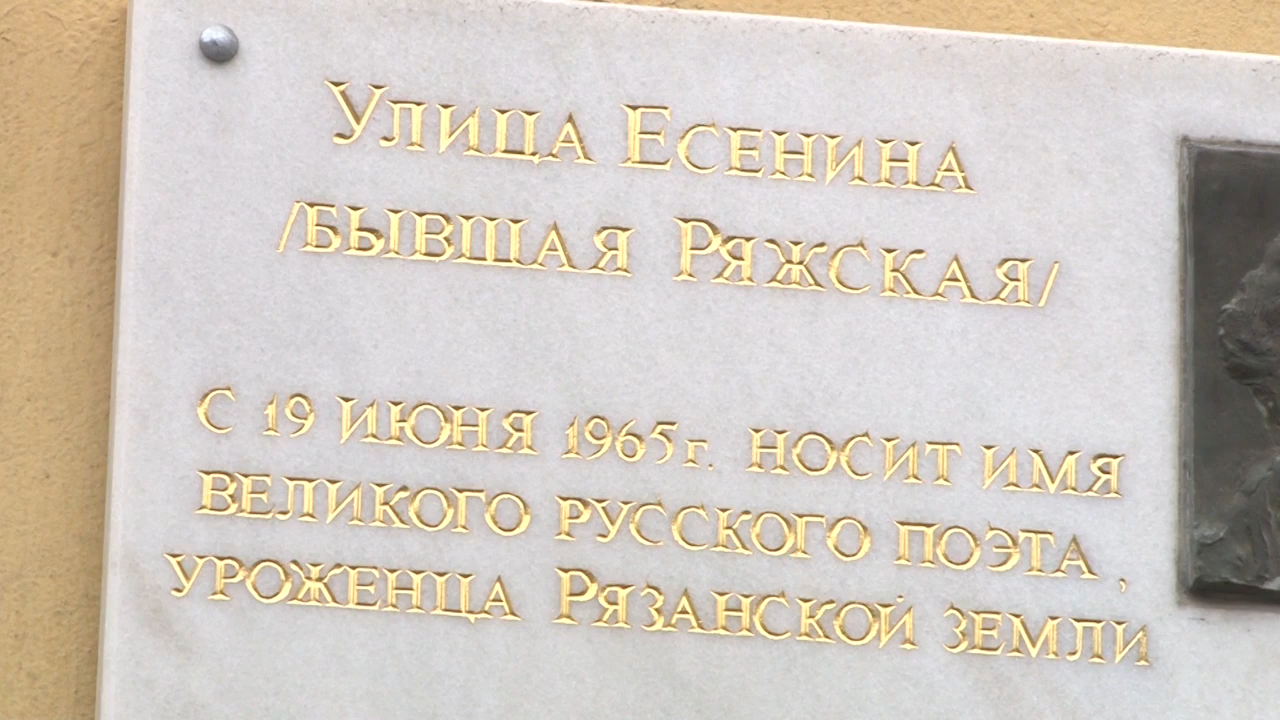 Улица Есенина
/бывшая Ряжская/
с 19 июня 1965г. носит имя
великого русского поэта,
уроженца Рязанской земли